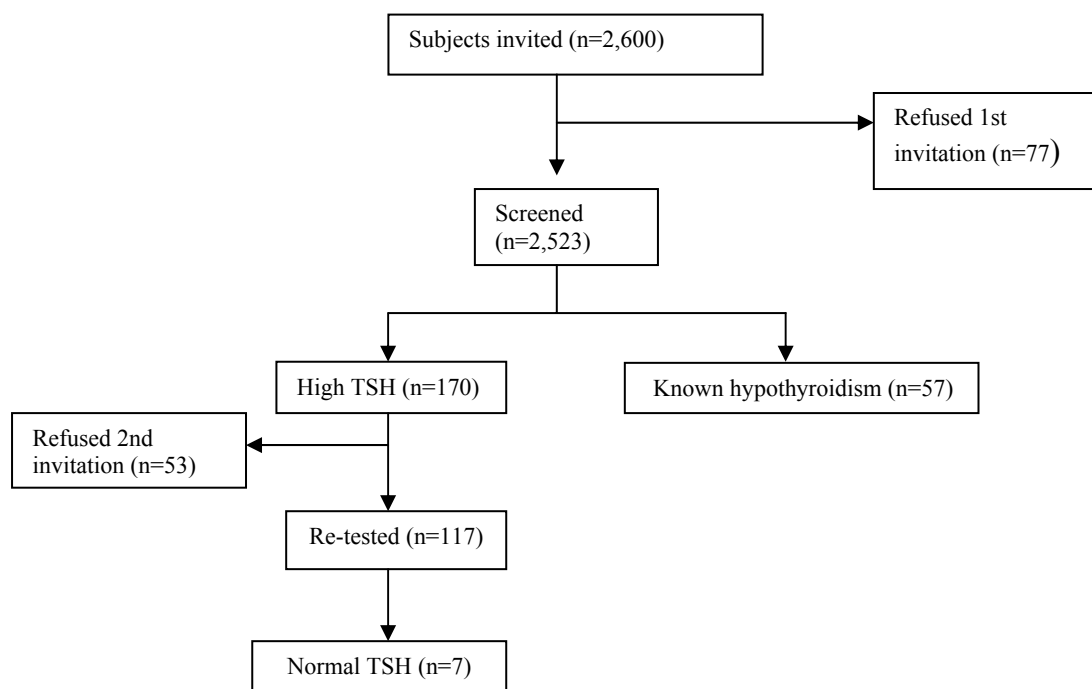 Subjects invited (n=2,600)
Refused 1st
invitation (n=77)
Screened
(n=2,523)
High TSH (n=170)
Known hypothyroidism (n=57)
Refused 2nd
invitation (n=53)
Re-tested (n=117)
Normal TSH (n=7)